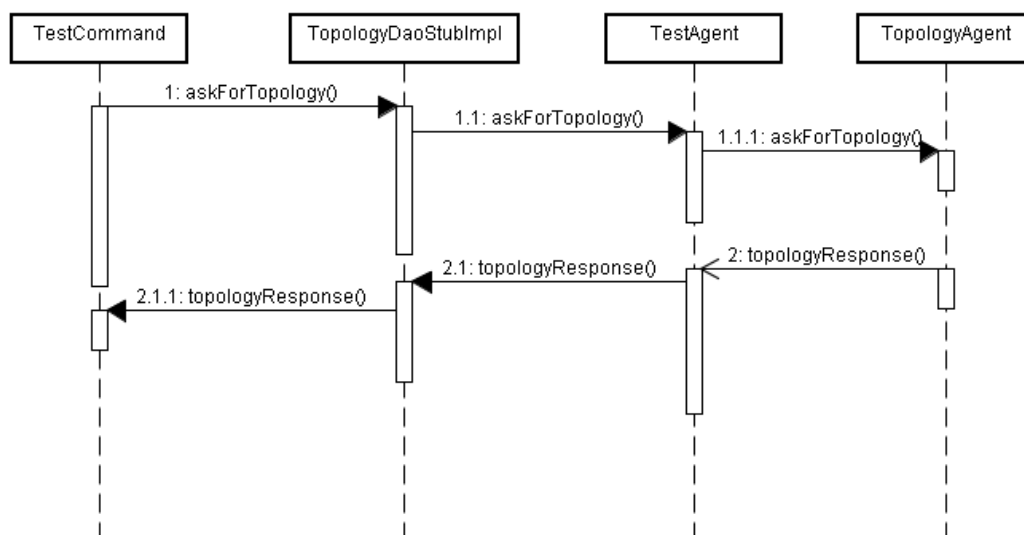 TestCommand
TopologyDaoStubImpl
TestAgent
TopologyAgent
1: askForTopology()
1.1: askForTopology()
1.1.1: askForTopology()
2: topologyResponse()
2.1: topologyResponse()
2.1.1: topologyResponse()